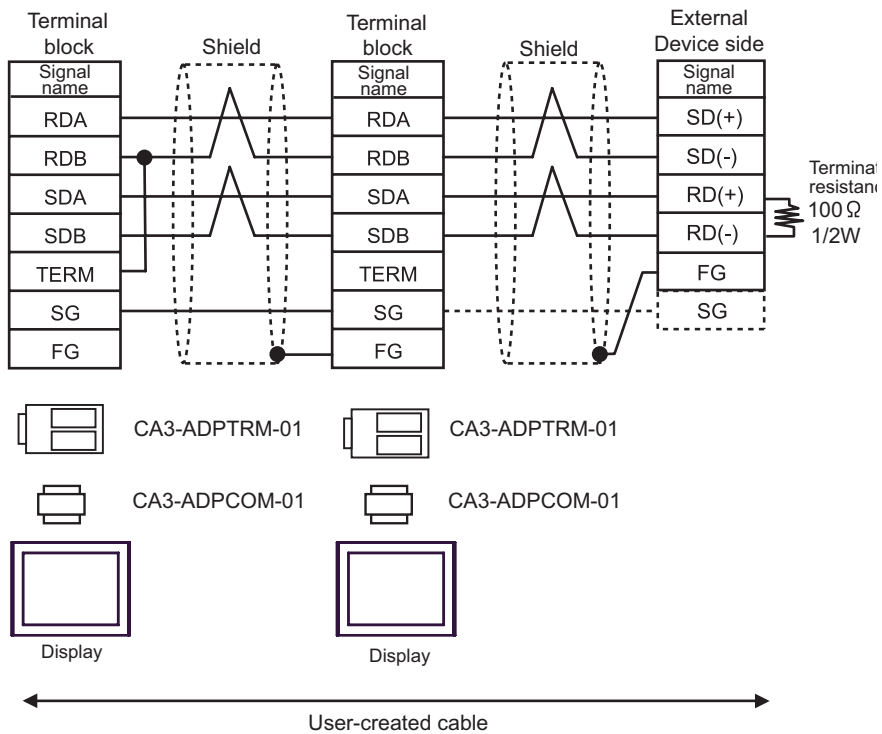 Terminal
block
Shield
Terminal
block
Shield
External
Device side
Signal
name
RDA
RDB
SDA
SDB
TERM
SG
FG
Signal
name
RDA
RDB
SDA
SDB
TERM
SG
FG
Signal
name
SD(+)
SD(-)
RD(+)
RD(-)
FG
SG
Terminat
resistanc
100Ω
1/2W
CA3-ADPTRM-01
CA3-ADPTRM-01
CA3-ADPCOM-01
CA3-ADPCOM-01
Display
Display
User-created cable